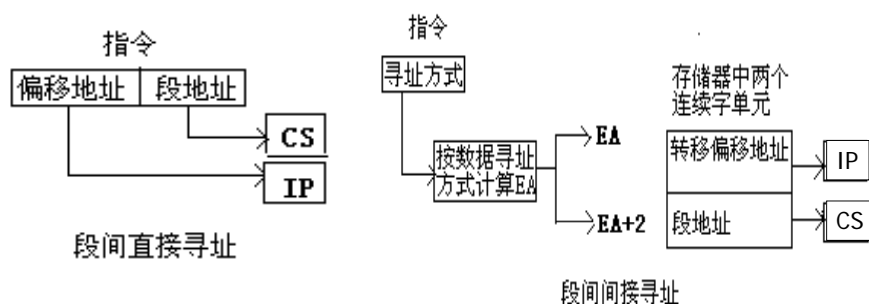 指令
偏移地址 段地址
CS
IP
段间直接寻址
指令
寻址方式
按数据寻址
方式计算EA
EA
EA+2
存储器中两个
连续字单元
转移偏移地址
IP
段地址
CS
段间间接寻址